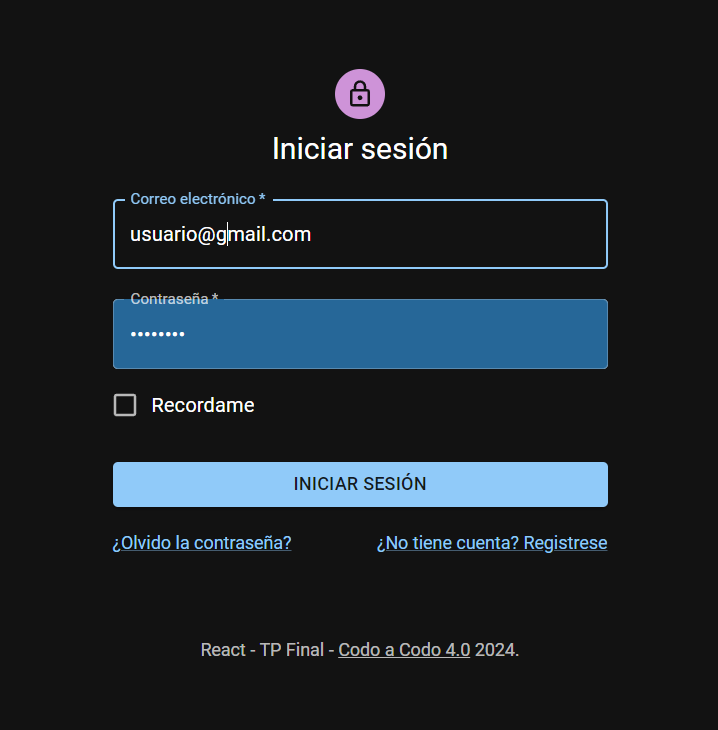 Iniciar sesión
Correo electrónico *
usuario@gmail.com
Contraseña *
••••••••
Recordame
INICIAR SESIÓN
¿Olvido la contraseña? ¿No tiene cuenta? Registrese
React - TP Final - Codo a Codo 4.0 2024.